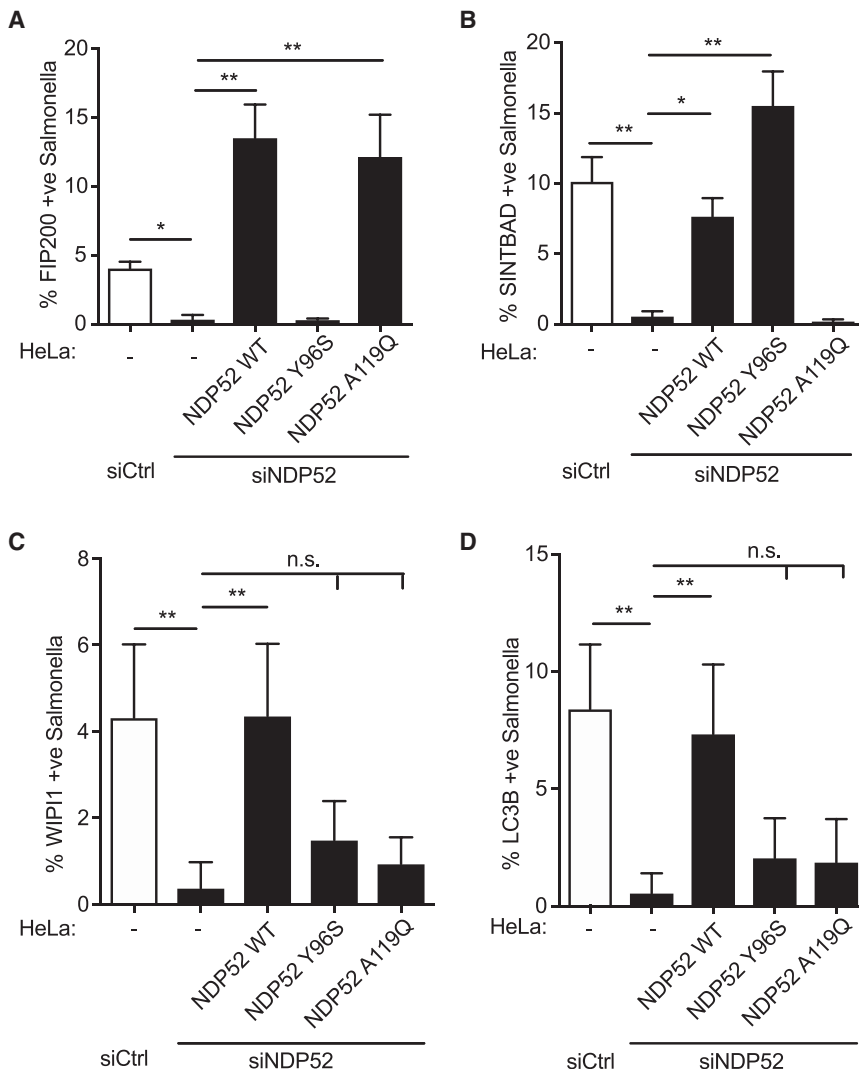 A
% FIP200 +ve Salmonella
20
15
10
5
0
*
**
**
HeLa:
-
-
NDP52 WT
NDP52 Y96S
NDP52 A119Q
siCtrl
siNDP52
B
% SINTBAD +ve Salmonella
20
15
10
5
0
**
*
**
HeLa:
-
-
NDP52 WT
NDP52 Y96S
NDP52 A119Q
siCtrl
siNDP52
C
% WIPI1 +ve Salmonella
8
6
4
2
0
**
**
n.s.
HeLa:
-
-
NDP52 WT
NDP52 Y96S
NDP52 A119Q
siCtrl
siNDP52
D
% LC3B +ve Salmonella
15
10
5
0
**
**
n.s.
HeLa:
-
-
NDP52 WT
NDP52 Y96S
NDP52 A119Q
siCtrl
siNDP52